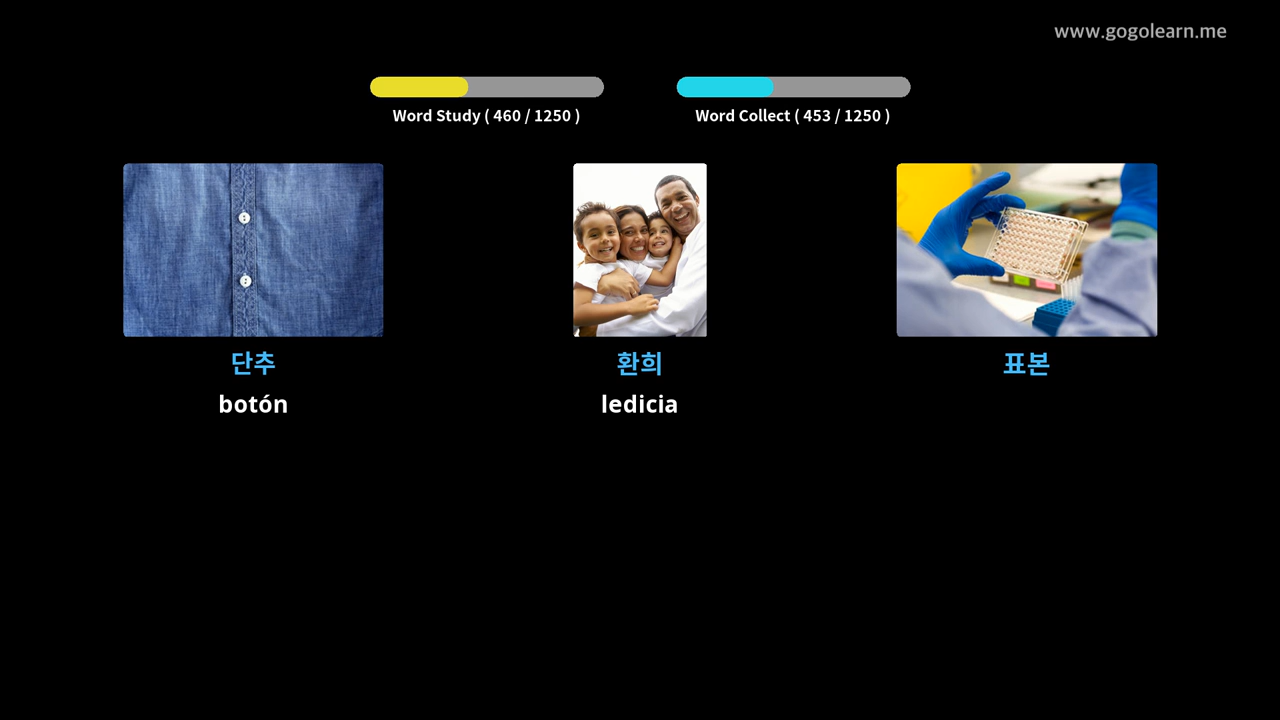 www.gogolearn.me
Word Study ( 460 / 1250 )
Word Collect ( 453 / 1250 )
단추
환희
표본
botón
ledicia